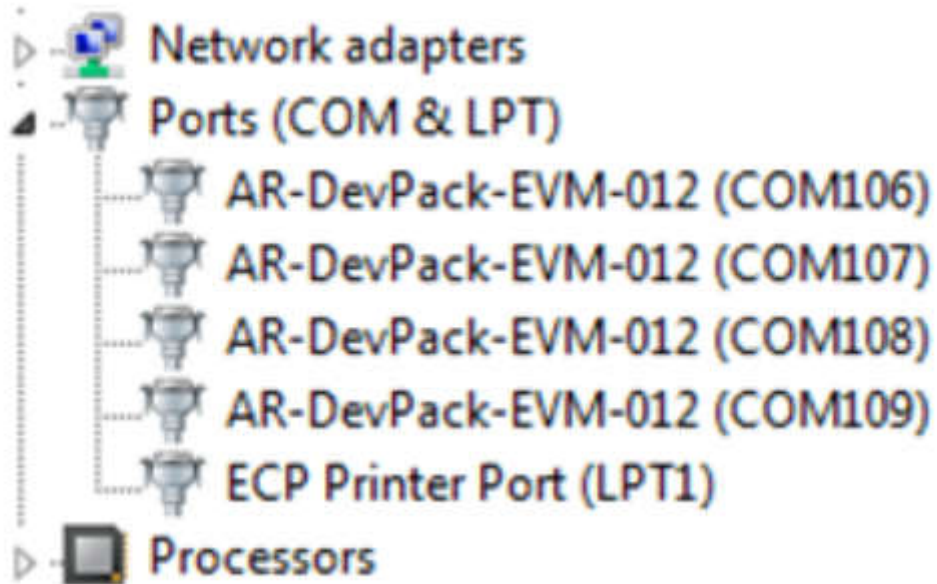 Network adapters
Ports (COM & LPT)
AR-DevPack-EVM-012 (COM106)
AR-DevPack-EVM-012 (COM107)
AR-DevPack-EVM-012 (COM108)
AR-DevPack-EVM-012 (COM109)
ECP Printer Port (LPT1)
Processors